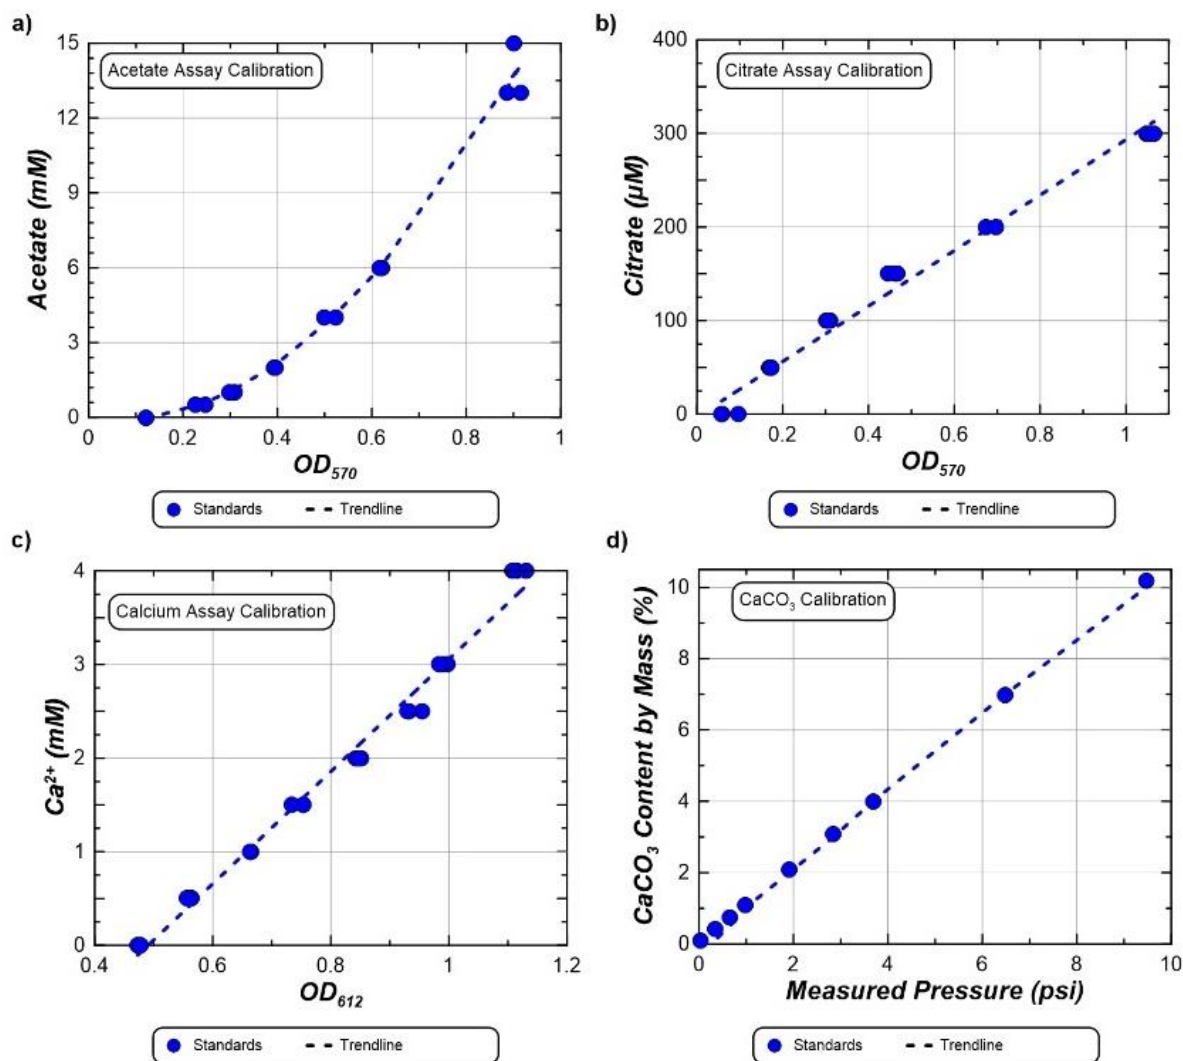 a)
Acetate Assay Calibration
Acetate (mM)
15
12
9
6
3
0
0 0.2 0.4 0.6 0.8 1
OD570
Standards Trendline
b)
Citrate Assay Calibration
Citrate (µM)
400
300
200
100
0
0 0.2 0.4 0.6 0.8 1
OD570
Standards Trendline
c)
Calcium Assay Calibration
Ca²⁺ (mM)
4
3
2
1
0
0.4 0.6 0.8 1 1.2
OD612
Standards Trendline
d)
CaCO₃ Calibration
CaCO₃ Content by Mass (%)
10
8
6
4
2
0
0 2 4 6 8 10
Measured Pressure (psi)
Standards Trendline